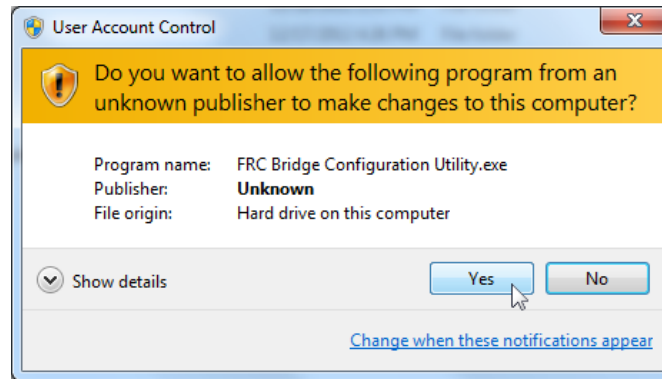 User Account Control
Do you want to allow the following program from an
unknown publisher to make changes to this computer?
Program name: FRC Bridge Configuration Utility.exe
Publisher: Unknown
File origin: Hard drive on this computer
Show details
Yes
No
Change when these notifications appear